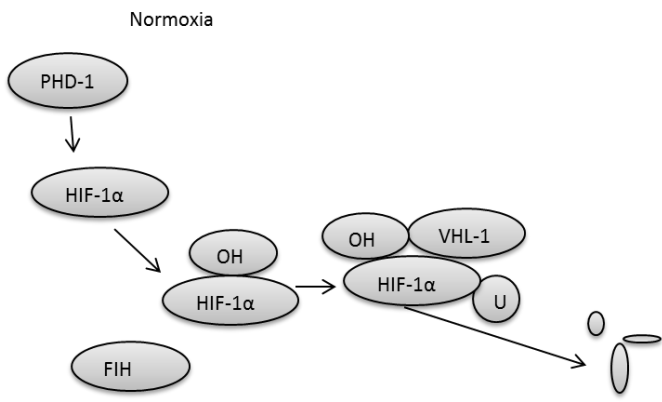 Normoxia
PHD-1
HIF-1α
OH
HIF-1α
OH
VHL-1
HIF-1α
U
FIH